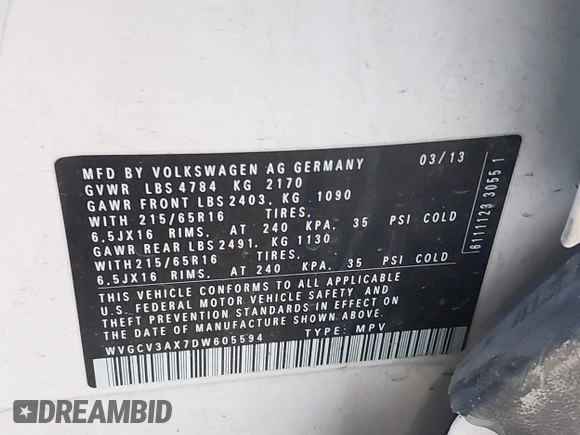 MFD BY VOLKSWAGEN AG GERMANY 03/13
GVWR LBS 4784 KG 2170
GAWR FRONT LBS 2403, KG 1090
WITH 215/65R16 TIRES,
6,5JX16 RIMS, AT 240 KPA, 35 PSI COLD
GAWR REAR LBS 2491, KG 1130
WITH 215/65R16 TIRES,
6,5JX16 RIMS, AT 240 KPA, 35 PSI COLD
THIS VEHICLE CONFORMS TO ALL APPLICABLE
U.S. FEDERAL MOTOR VEHICLE SAFETY AND
THEFT PREVENTION STANDARDS IN EFFECT ON
THE DATE OF MANUFACTURE SHOWN ABOVE
WVGCV3AX7DW605594 TYPE: MPV
6111123 30551
#DREAMBID